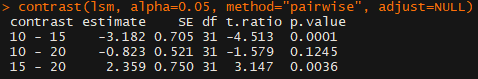 > contrast(lsm, alpha=0.05, method="pairwise", adjust=NULL)
contrast estimate SE df t.ratio p.value
10 - 15 -3.182 0.705 31 -4.513 0.0001
10 - 20 -0.823 0.521 31 -1.579 0.1245
15 - 20 2.359 0.750 31 3.147 0.0036